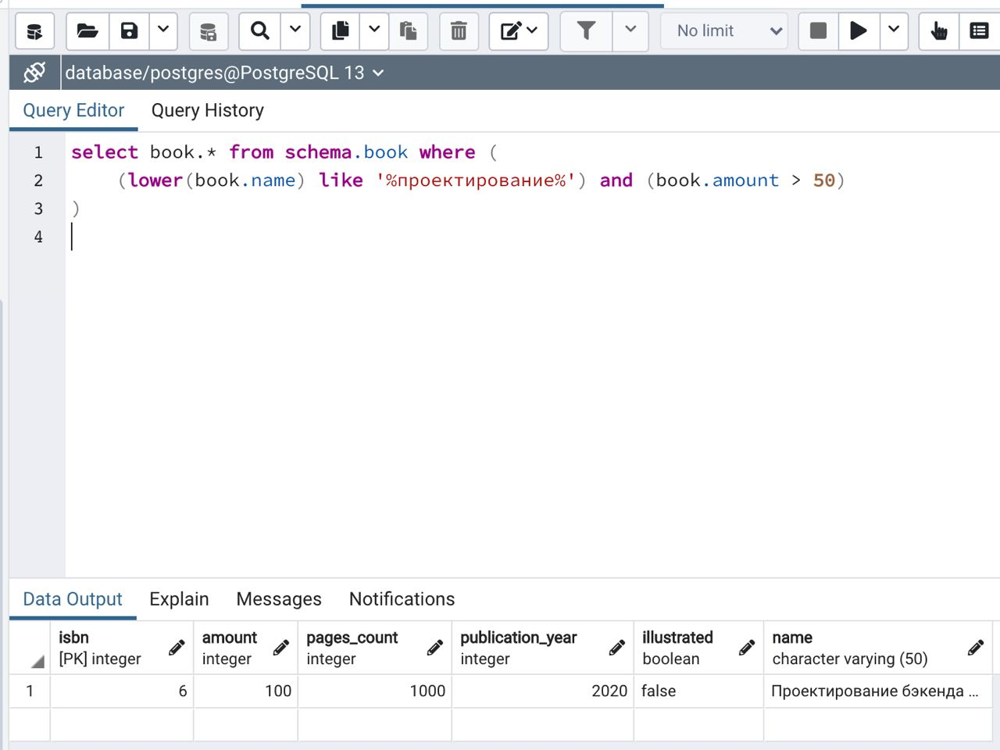 No limit
database/postgres@PostgreSQL 13
Query Editor Query History
1 select book.* from schema.book where (
2 (lower(book.name) like '%проектирование%') and (book.amount > 50)
3 )
4
Data Output Explain Messages Notifications
isbn amount pages_count publication_year illustrated name
[PK] integer integer integer integer boolean character varying (50)
1 6 100 1000 2020 false Проектирование бэкенда ...